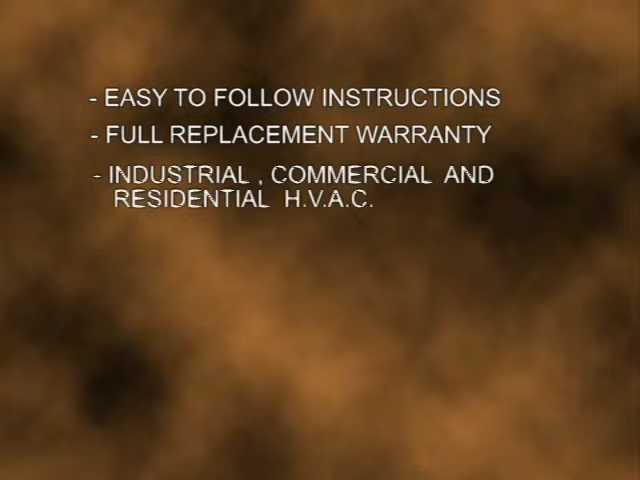 - EASY TO FOLLOW INSTRUCTIONS
- FULL REPLACEMENT WARRANTY
- INDUSTRIAL , COMMERCIAL AND
RESIDENTIAL H.V.A.C.